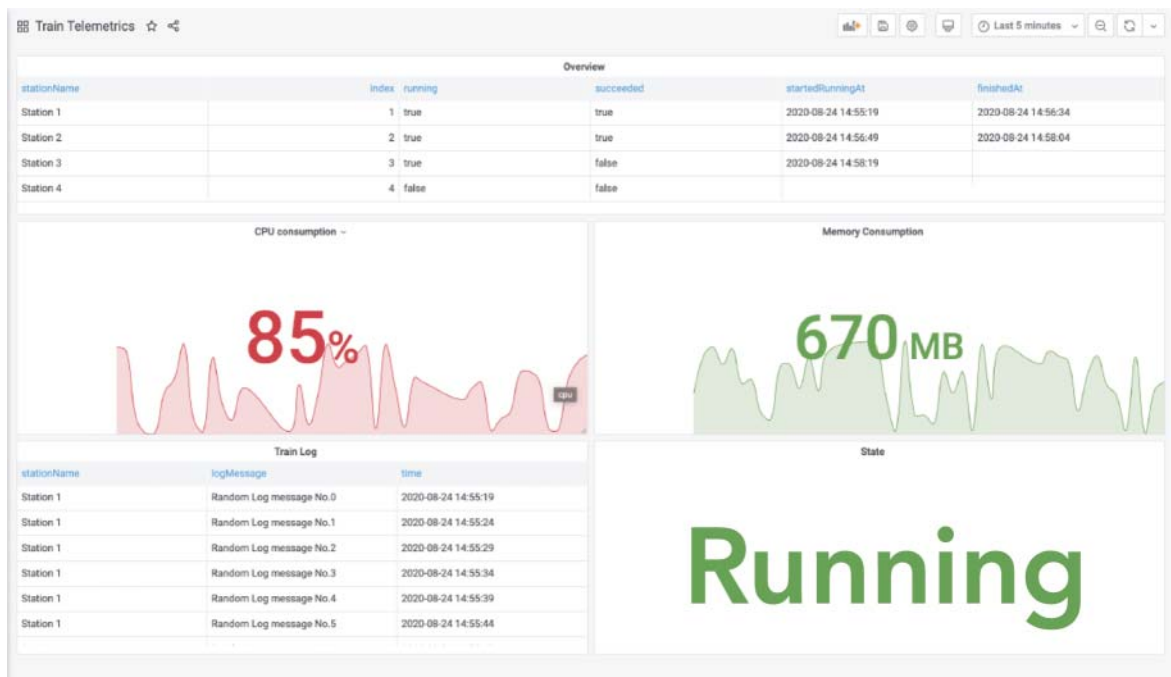 Train Telemetrics
Last 5 minutes
Overview
stationName index running succeeded startedRunningAt finishedAt
Station 1 1 true true 2020-08-24 14:55:19 2020-08-24 14:56:34
Station 2 2 true true 2020-08-24 14:56:49 2020-08-24 14:58:04
Station 3 3 true false 2020-08-24 14:58:19
Station 4 4 false false
CPU consumption
85%
cpu
Memory Consumption
670 MB
Train Log
stationName logMessage time
Station 1 Random Log message No.0 2020-08-24 14:55:19
Station 1 Random Log message No.1 2020-08-24 14:55:24
Station 1 Random Log message No.2 2020-08-24 14:55:29
Station 1 Random Log message No.3 2020-08-24 14:55:34
Station 1 Random Log message No.4 2020-08-24 14:55:39
Station 1 Random Log message No.5 2020-08-24 14:55:44
State
Running